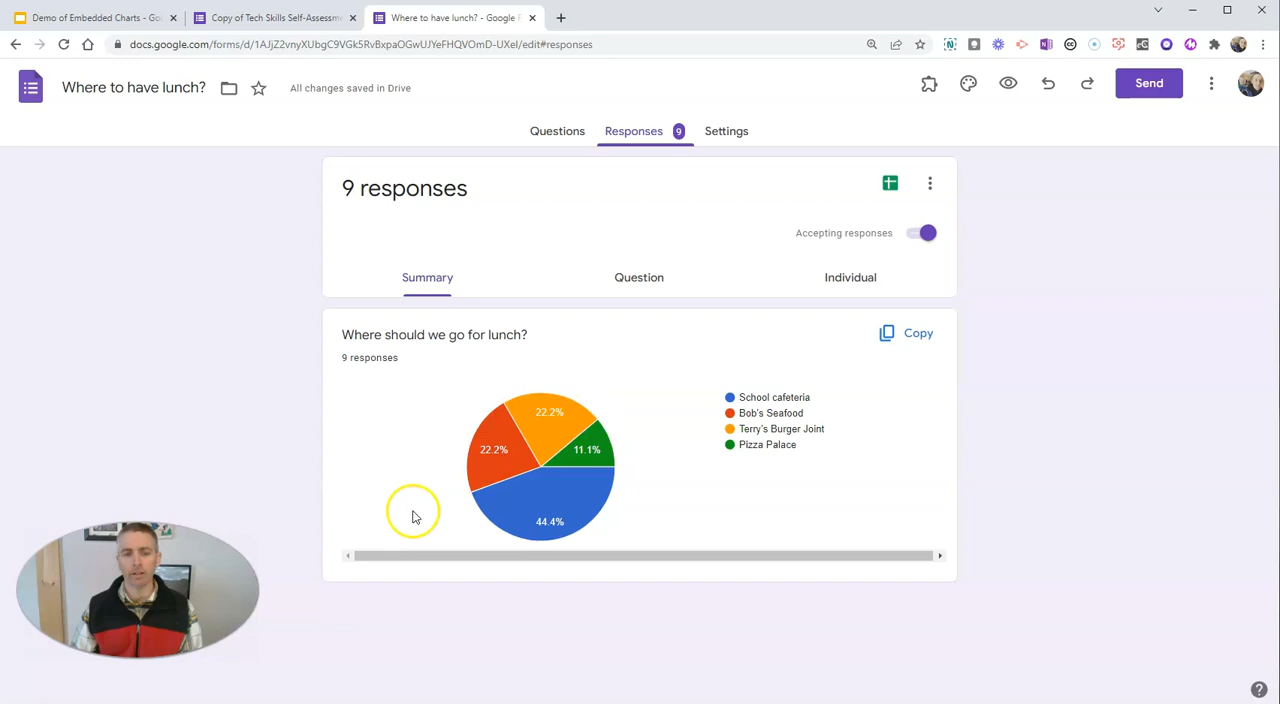 Demo of Embedded Charts - Goo
Copy of Tech Skills Self-Assessm
Where to have lunch? - Google F
docs.google.com/forms/d/1AJjZ2vnyXUbgC9WGk5RvBxpaOGwUJYeFHQVOmD-UXeI/edit#responses
Where to have lunch?
All changes saved in Drive
Send
Questions
Responses 9
Settings
9 responses
Accepting responses
Summary
Question
Individual
Where should we go for lunch?
Copy
9 responses
School cafeteria
Bob's Seafood
Terry's Burger Joint
Pizza Palace
22.2%
22.2%
11.1%
44.4%